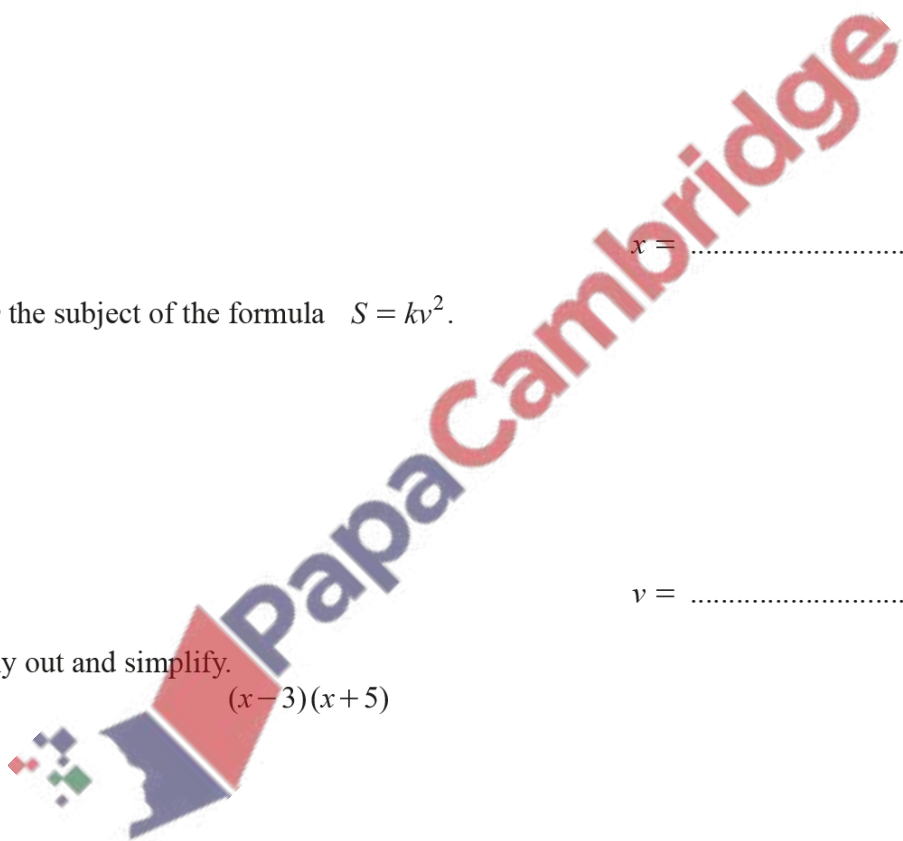 x = ............................
the subject of the formula S = kv².
v = ............................
y out and simplify.
(x − 3)(x + 5)
PapaCambridge